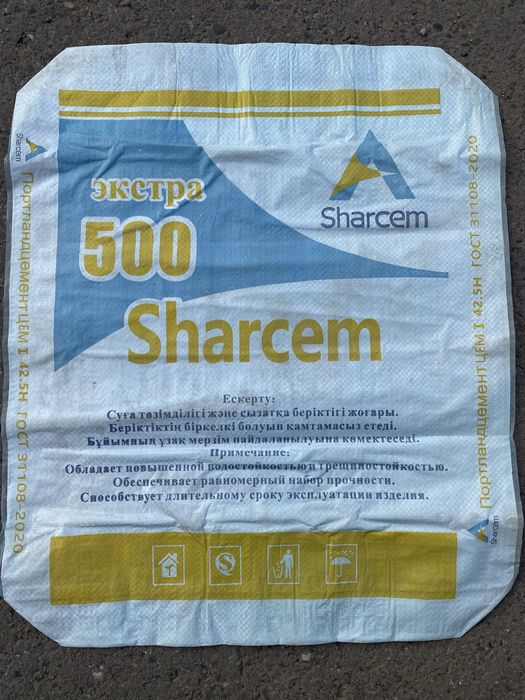 экстра
500
Sharcem
Sharcem
Ескерту:
Суға төзімділігі және сызатқа беріктігі жоғары.
Беріктіктің біркелкі болуын қамтамасыз етеді.
Бұйымның ұзақ мерзім пайдаланылуына көмектеседі.
Примечание:
Обладает повышенной водостойкостью и трещиностойкостью.
Обеспечивает равномерный набор прочности.
Способствует длительному сроку эксплуатации изделия.
Sharcem
Портландцемент ЦЕМ I 42.5Н ГОСТ 31108-2020
Sharcem
Портландцемент ЦЕМ I 42.5Н ГОСТ 31108-2020